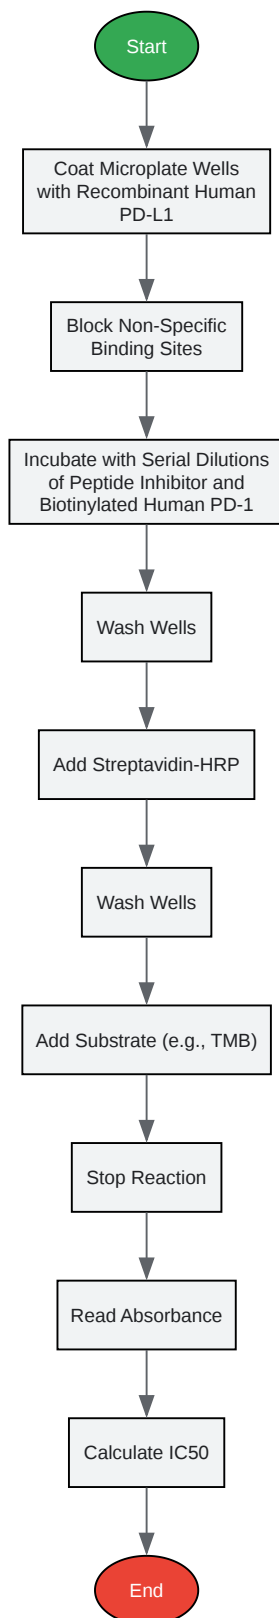 Start
Coat Microplate Wells
with Recombinant Human
PD-L1
Block Non-Specific
Binding Sites
Incubate with Serial Dilutions
of Peptide Inhibitor and
Biotinylated Human PD-1
Wash Wells
Add Streptavidin-HRP
Wash Wells
Add Substrate (e.g., TMB)
Stop Reaction
Read Absorbance
Calculate IC50
End